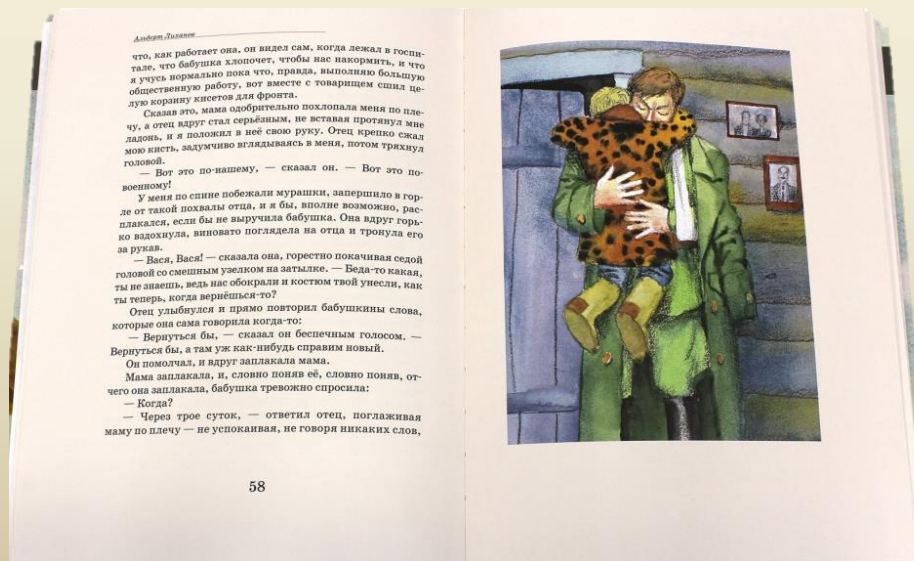 Альберт Лиханов
что, как работает она, он видел сам, когда лежал в госпи-
тале, что бабушка хлопочет, чтобы нас накормить, и что
я учусь нормально пока что, правда, выполняю большую
общественную работу, вот вместе с товарищем сшил це-
лую корзину кисетов для фронта.
Сказав это, мама одобрительно похлопала меня по пле-
чу, а отец вдруг стал серьёзным, не вставая протянул мне
ладонь, и я положил в неё свою руку. Отец крепко сжал
мою кисть, задумчиво вглядываясь в меня, потом тряхнул
головой.
— Вот это по-нашему, — сказал он. — Вот это по-
военному!
У меня по спине побежали мурашки, запершило в гор-
ле от такой похвалы отца, и я бы, вполне возможно, рас-
плакался, если бы не выручила бабушка. Она вдруг горь-
ко вздохнула, виновато поглядела на отца и тронула его
за рукав.
— Вася, Вася! — сказала она, горестно покачивая седой
головой со смешным узелком на затылке. — Беда-то какая,
ты не знаешь, ведь нас обокрали и костюм твой унесли, как
ты теперь, когда вернёшься-то?
Отец улыбнулся и прямо повторил бабушкины слова,
которые она сама говорила когда-то:
— Вернуться бы, — сказал он беспечным голосом. —
Вернуться бы, а там уж как-нибудь справим новый.
Он помолчал, и вдруг заплакала мама.
Мама заплакала, и, словно поняв её, словно поняв, от-
чего она заплакала, бабушка тревожно спросила:
— Когда?
— Через трое суток, — ответил отец, поглаживая
маму по плечу — не успокаивая, не говоря никаких слов,
58